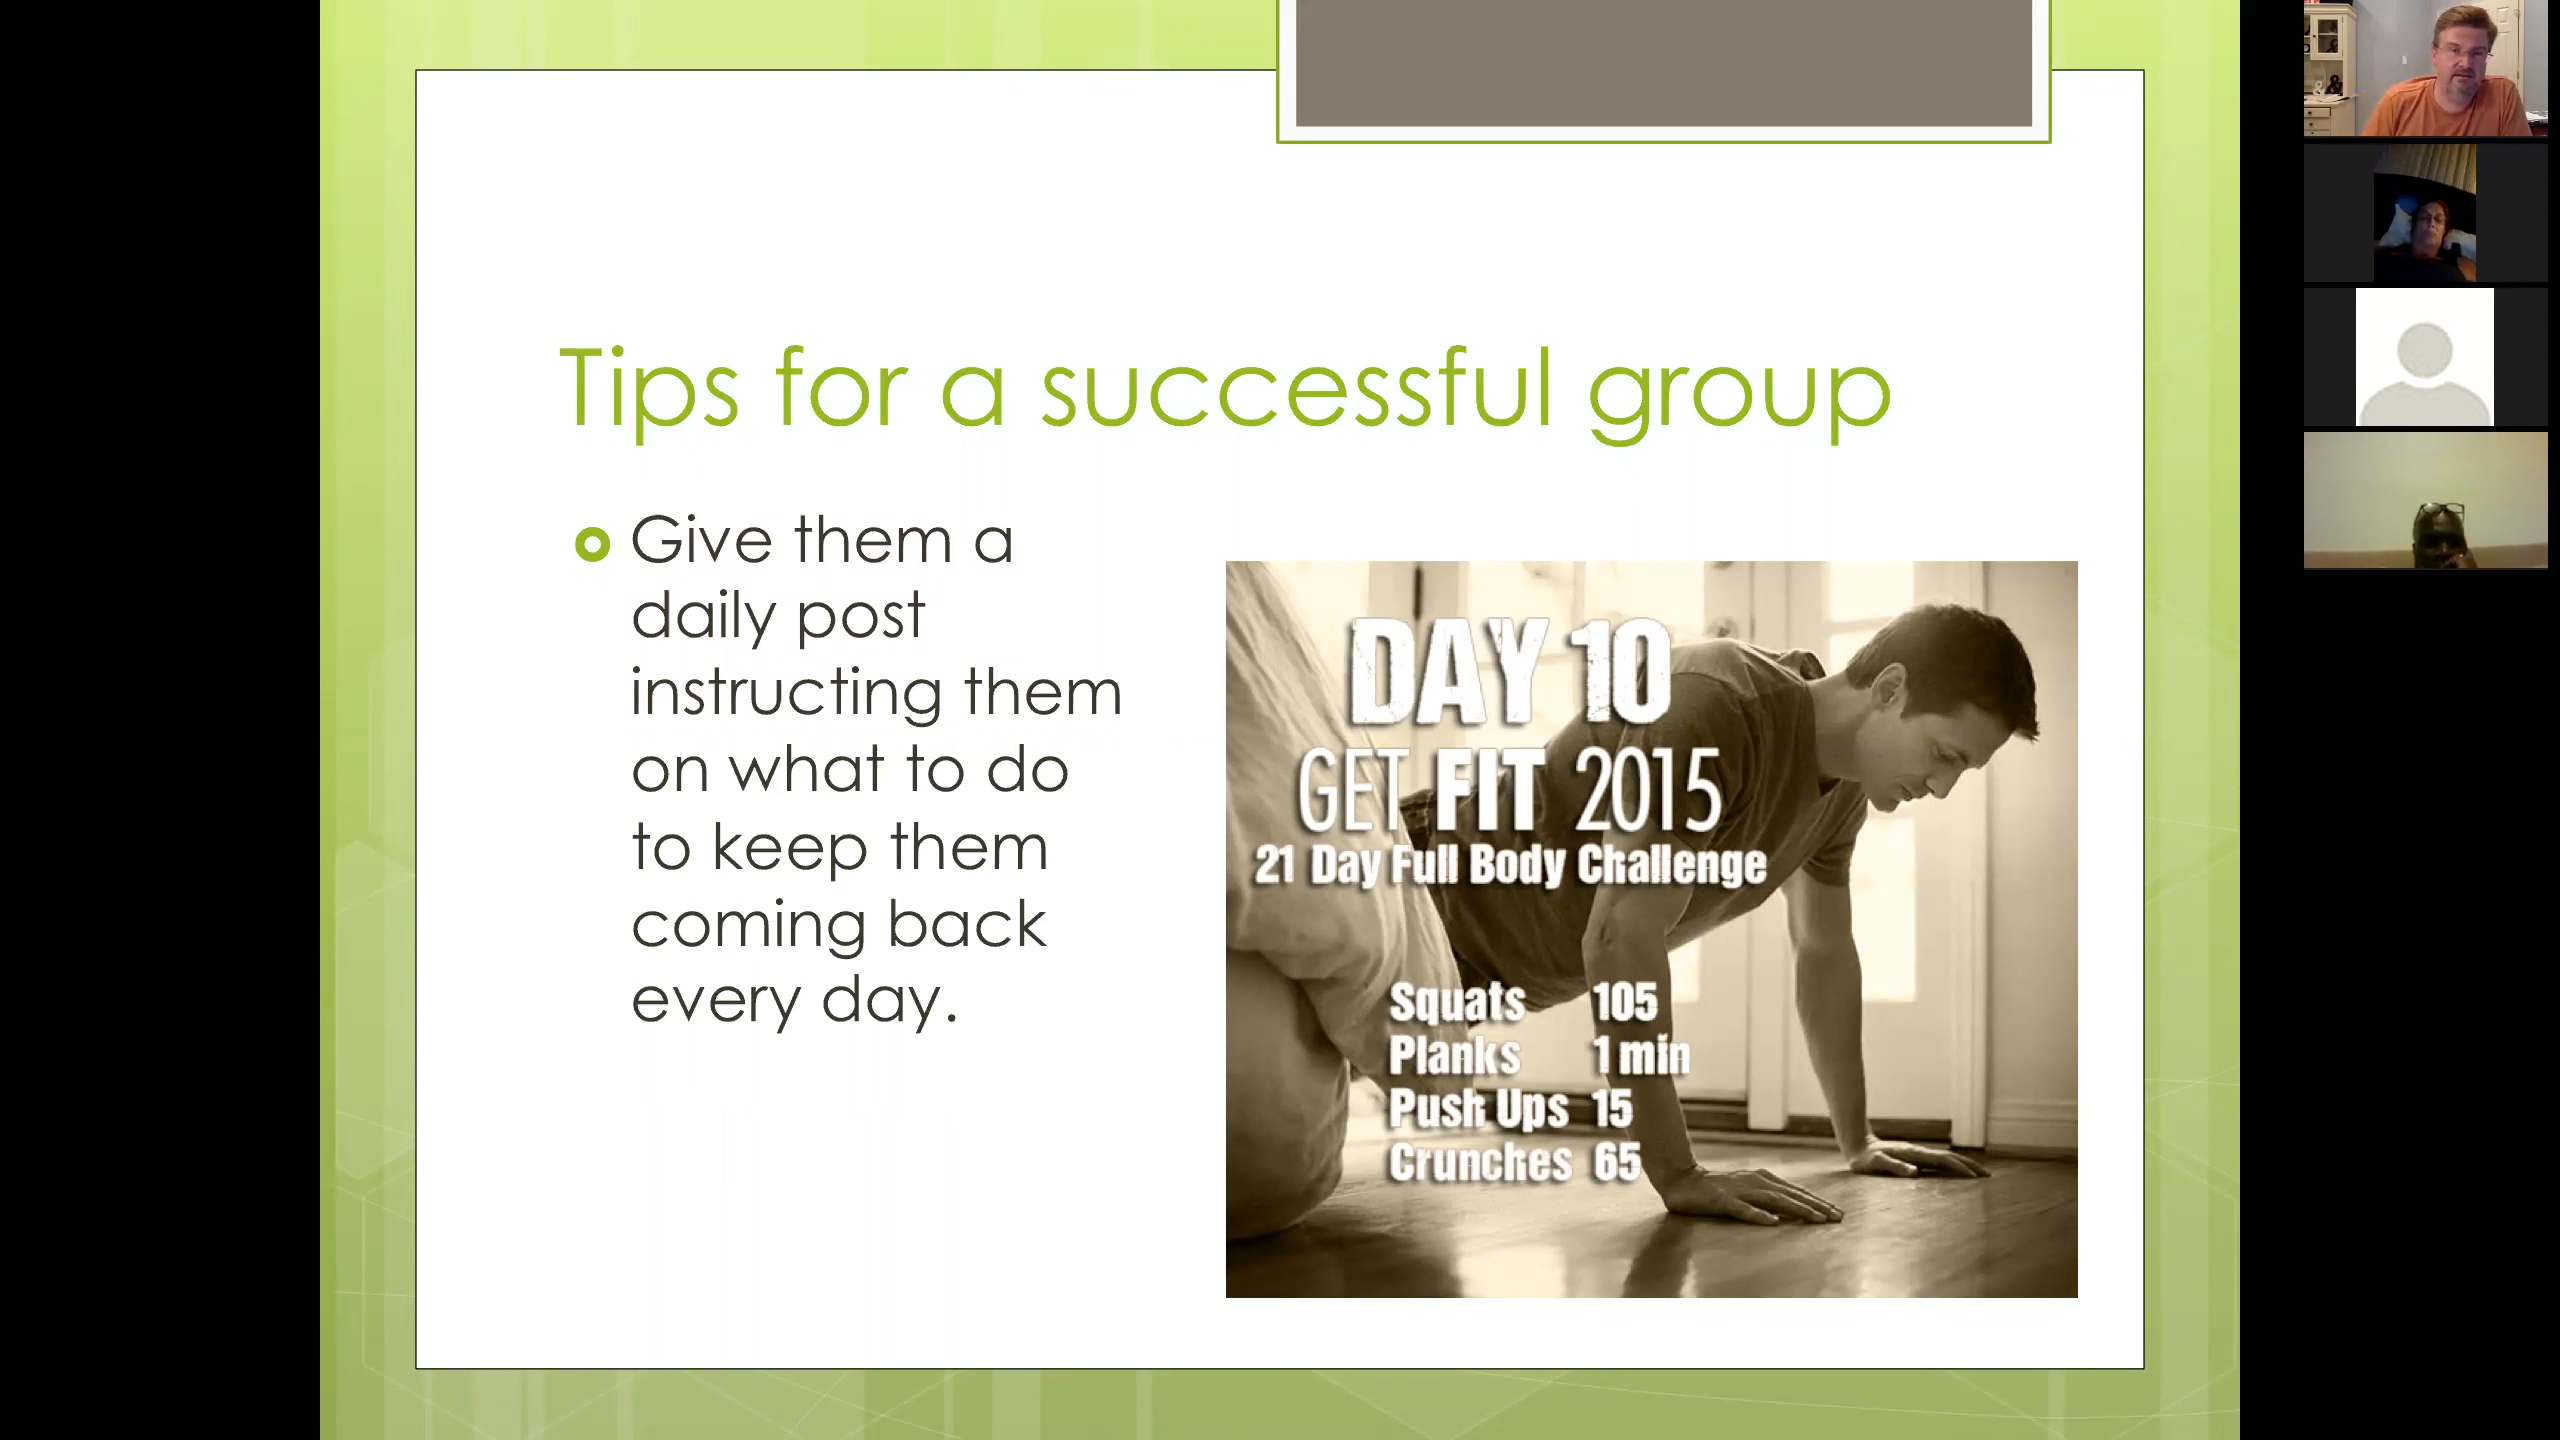 Tips for a successful group
Give them a
daily post
instructing them
on what to do
to keep them
coming back
every day.
DAY 10
GET FIT 2015
21 Day Full Body Challenge
Squats 105
Planks 1 min
Push Ups 15
Crunches 65